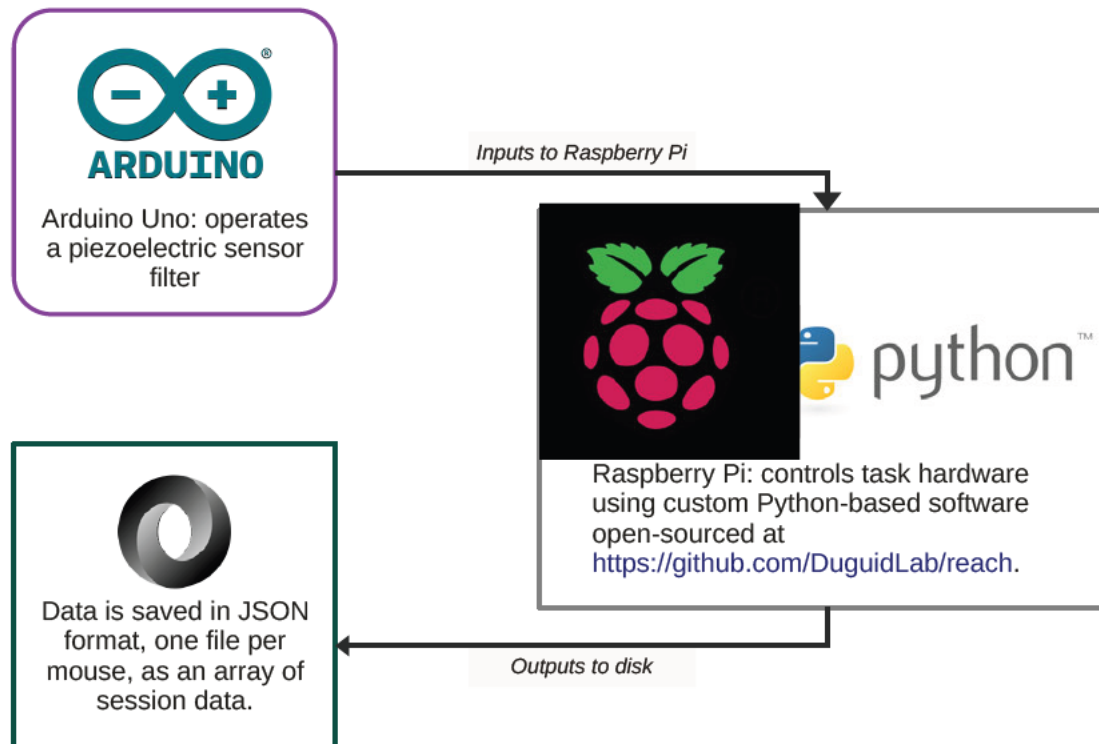 ARDUINO
®
Arduino Uno: operates
a piezoelectric sensor
filter
Inputs to Raspberry Pi
python™
Raspberry Pi: controls task hardware
using custom Python-based software
open-sourced at
https://github.com/DuguidLab/reach.
Outputs to disk
Data is saved in JSON
format, one file per
mouse, as an array of
session data.